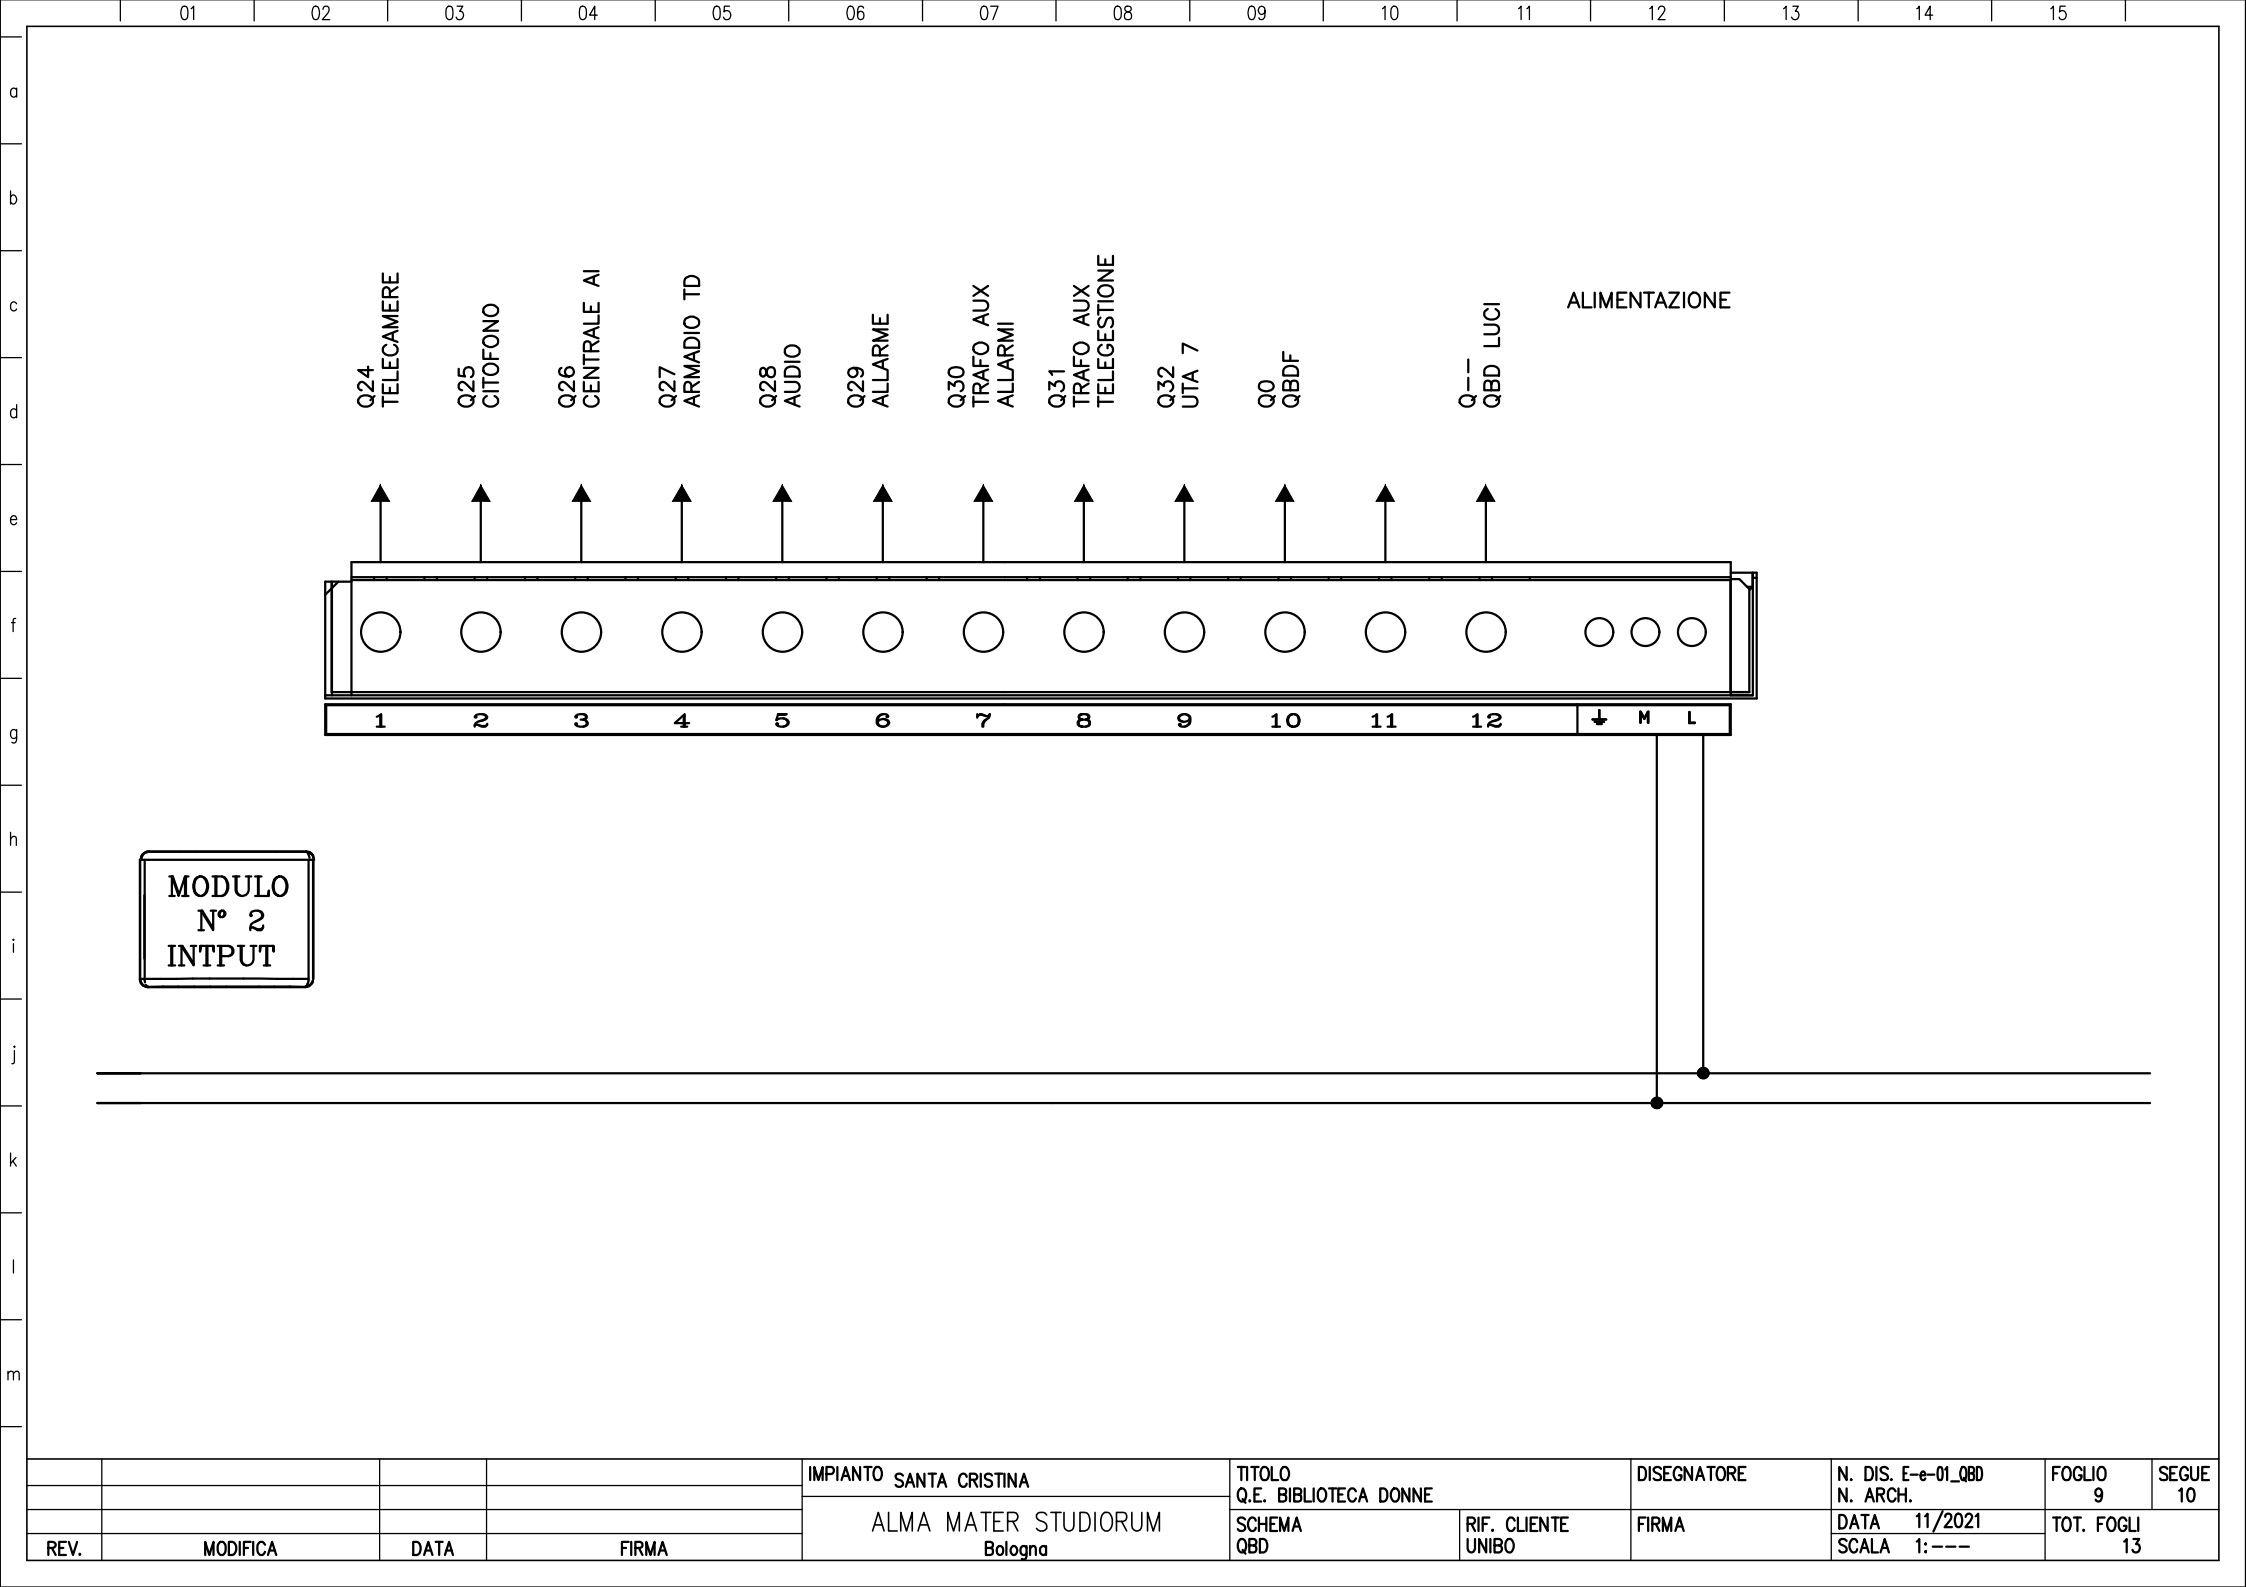 01 02 03 04 05 06 07 08 09 10 11 12 13 14 15
a
b
c
d
e
f
g
h
i
j
k
l
m
Q24
TELECAMERE
Q25
CITOFONO
Q26
CENTRALE AI
Q27
ARMADIO TD
Q28
AUDIO
Q29
ALLARME
Q30
TRAFO AUX
ALLARMI
Q31
TRAFO AUX
TELEGESTIONE
Q32
UTA 7
Q0
QBDF
Q--
QBD LUCI
ALIMENTAZIONE
1 2 3 4 5 6 7 8 9 10 11 12 M L
MODULO
N° 2
INTPUT
REV. MODIFICA DATA FIRMA
IMPIANTO SANTA CRISTINA
ALMA MATER STUDIORUM
Bologna
TITOLO
Q.E. BIBLIOTECA DONNE
SCHEMA
QBD
RIF. CLIENTE
UNIBO
DISEGNATORE
FIRMA
N. DIS. E-e-01_QBD
N. ARCH.
DATA 11/2021
SCALA 1:---
FOGLIO
9
SEGUE
10
TOT. FOGLI
13